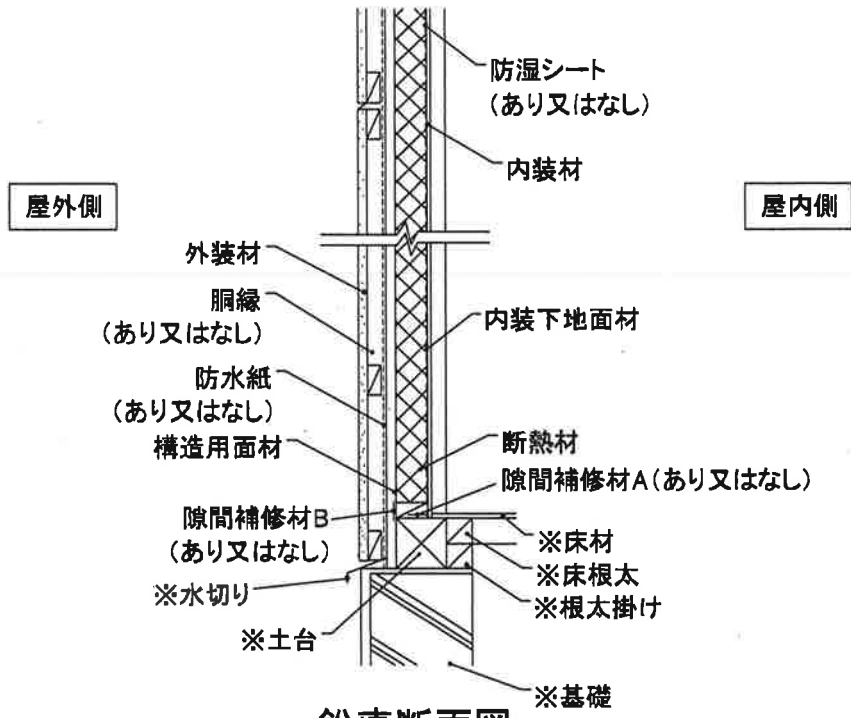 防湿シート
(あり又はなし)
内装材
屋外側
屋内側
外装材
胴縁
(あり又はなし)
内装下地面材
防水紙
(あり又はなし)
構造用面材
断熱材
隙間補修材A(あり又はなし)
隙間補修材B
(あり又はなし)
※床材
※床根太
※水切り
※根太掛け
※土台
※基礎
鉛直断面図